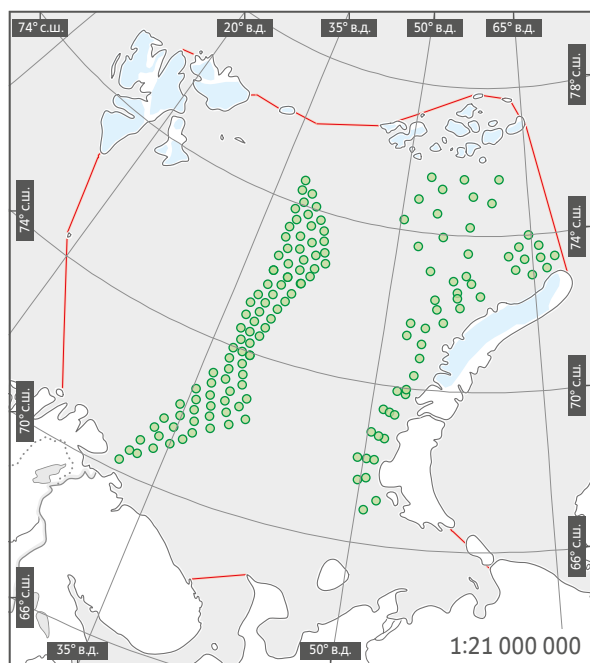 74° с.ш.
20° в.д.
35° в.д.
50° в.д.
65° в.д.
78° с.ш.
74° с.ш.
74° с.ш.
70° с.ш.
70° с.ш.
66° с.ш.
66° с.ш.
35° в.д.
50° в.д.
1:21 000 000